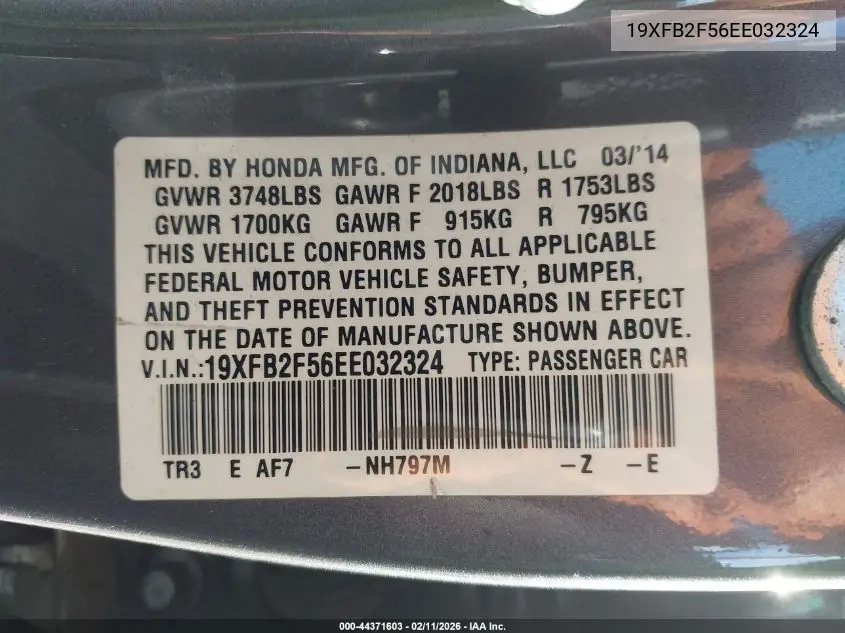 19XFB2F56EE032324
MFD. BY HONDA MFG. OF INDIANA, LLC 03/'14
GVWR 3748LBS GAWR F 2018LBS R 1753LBS
GVWR 1700KG GAWR F 915KG R 795KG
THIS VEHICLE CONFORMS TO ALL APPLICABLE
FEDERAL MOTOR VEHICLE SAFETY, BUMPER,
AND THEFT PREVENTION STANDARDS IN EFFECT
ON THE DATE OF MANUFACTURE SHOWN ABOVE.
V.I.N.:19XFB2F56EE032324 TYPE: PASSENGER CAR
TR3 E AF7 -NH797M -Z -E
000-44371603 - 02/11/2026 - IAA Inc.